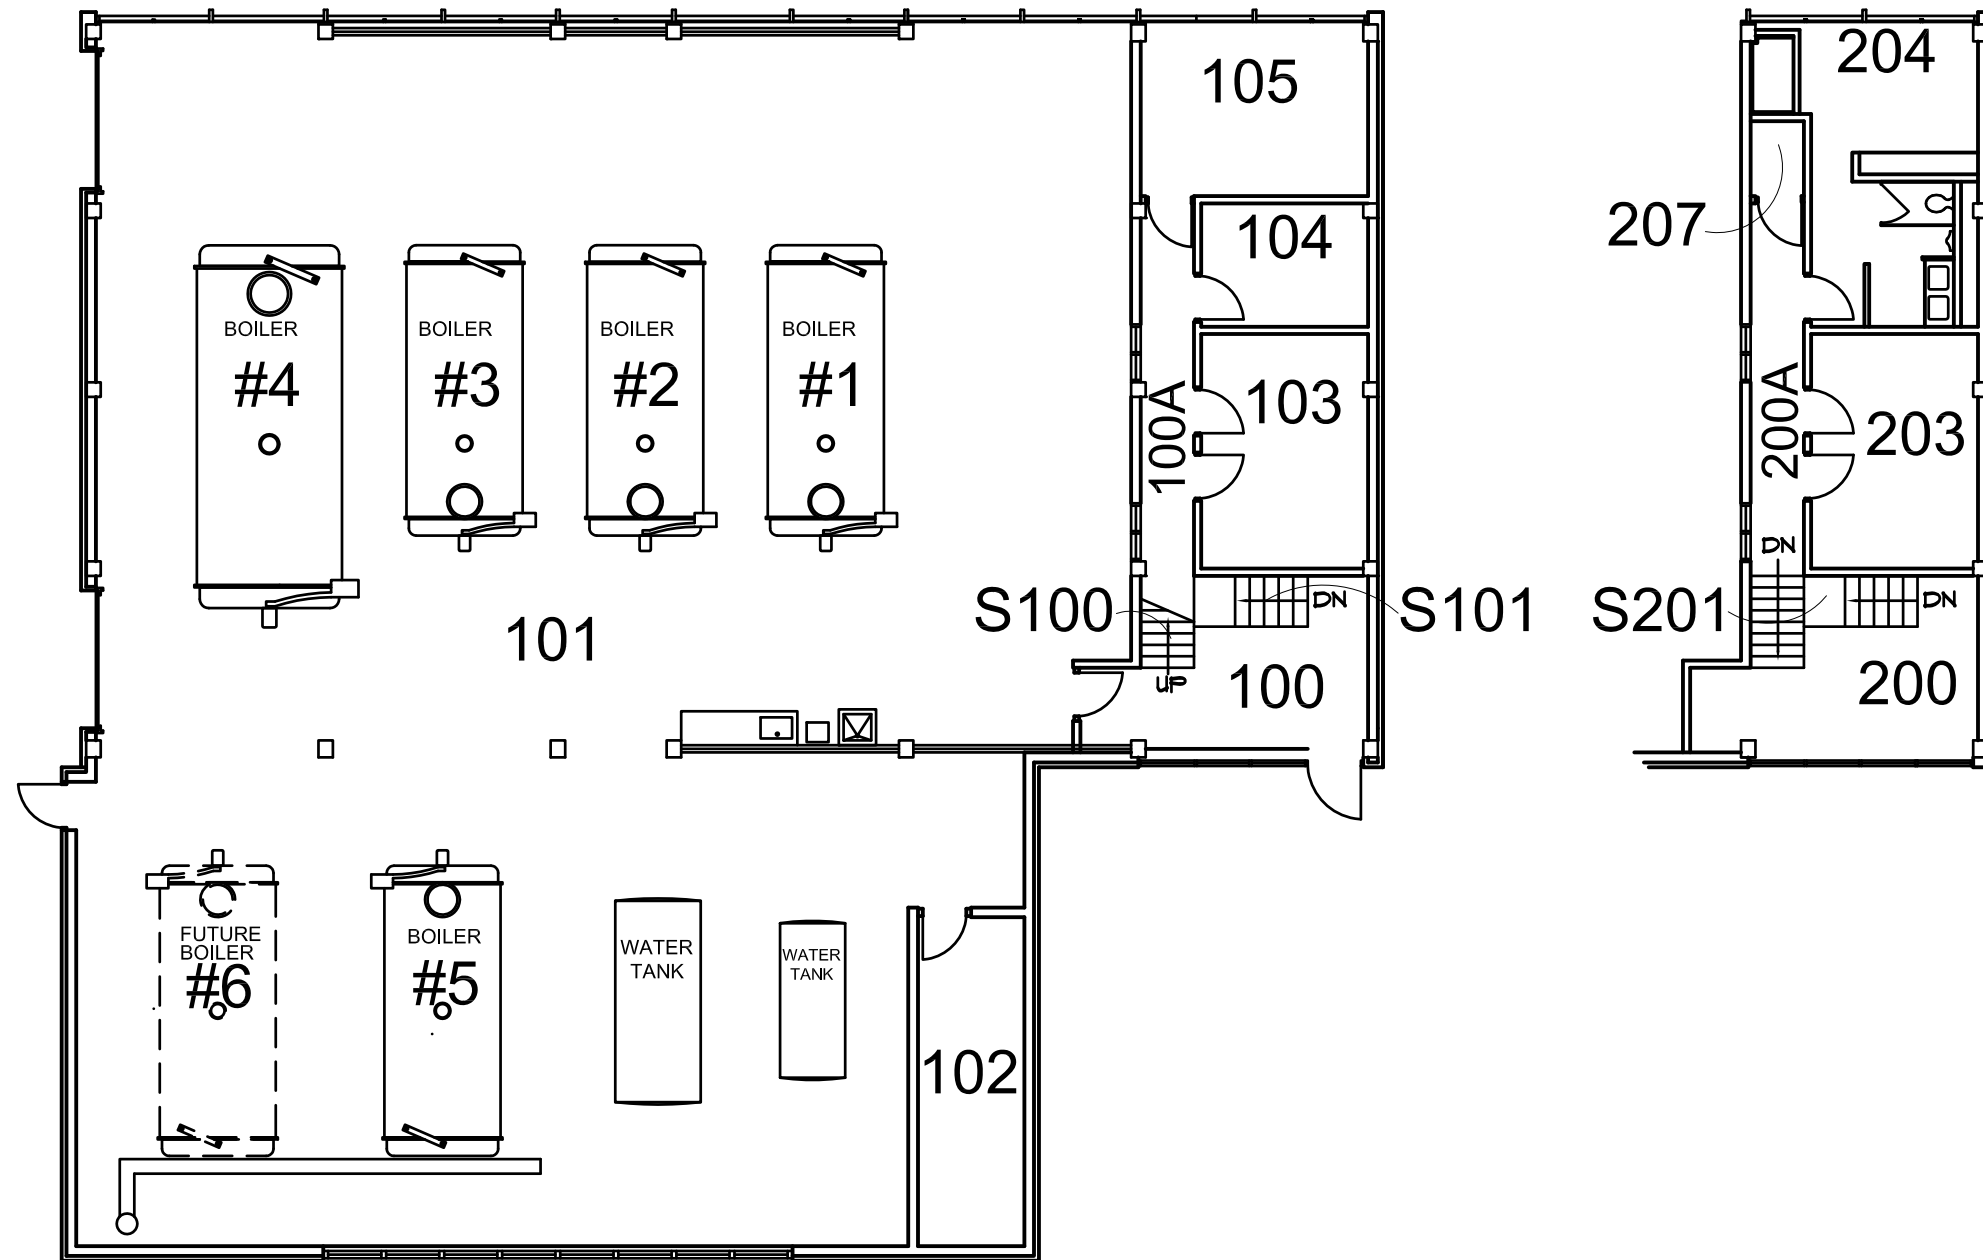 105
204
207
104
BOILER
#4
BOILER
#3
BOILER
#2
BOILER
#1
103
100A
200A
203
DN
S100
DN
S101
S201
DN
101
UP
100
200
FUTURE
BOILER
#6
BOILER
#5
WATER
TANK
WATER
TANK
102